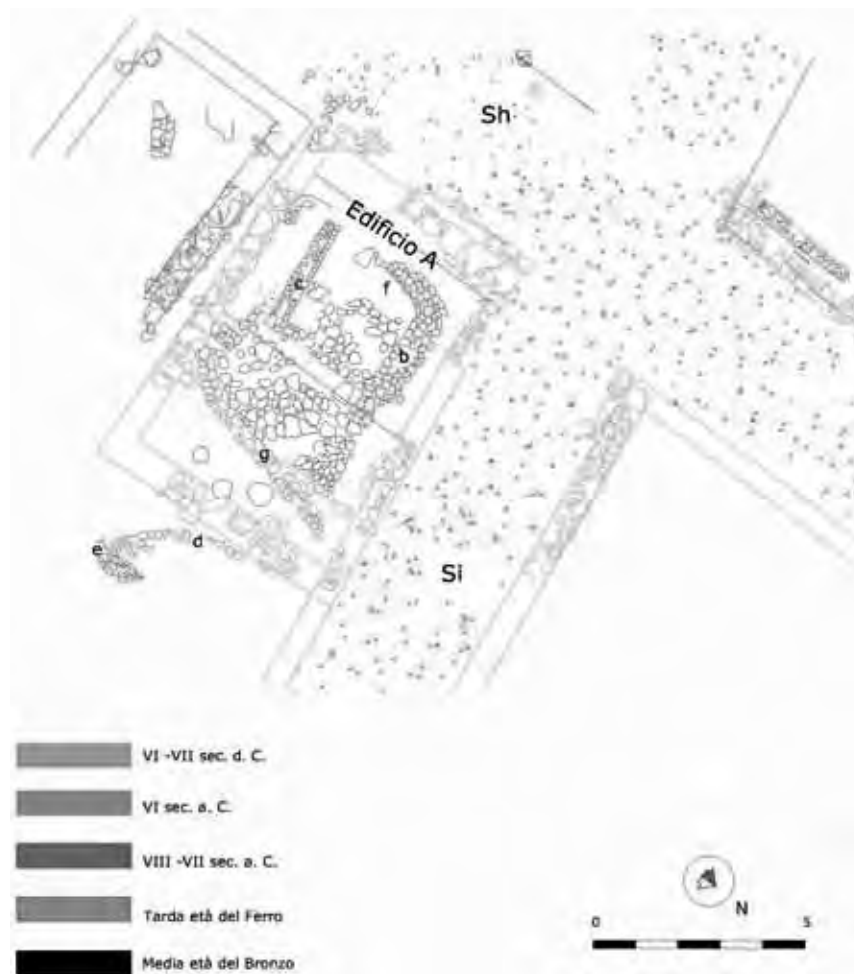 Sh
Edificio A
c
f
b
g
e
d
Si
VI -VII sec. d. C.
VI sec. a. C.
VIII -VII sec. a. C.
Tarda età del Ferro
Media età del Bronzo
N
0 5